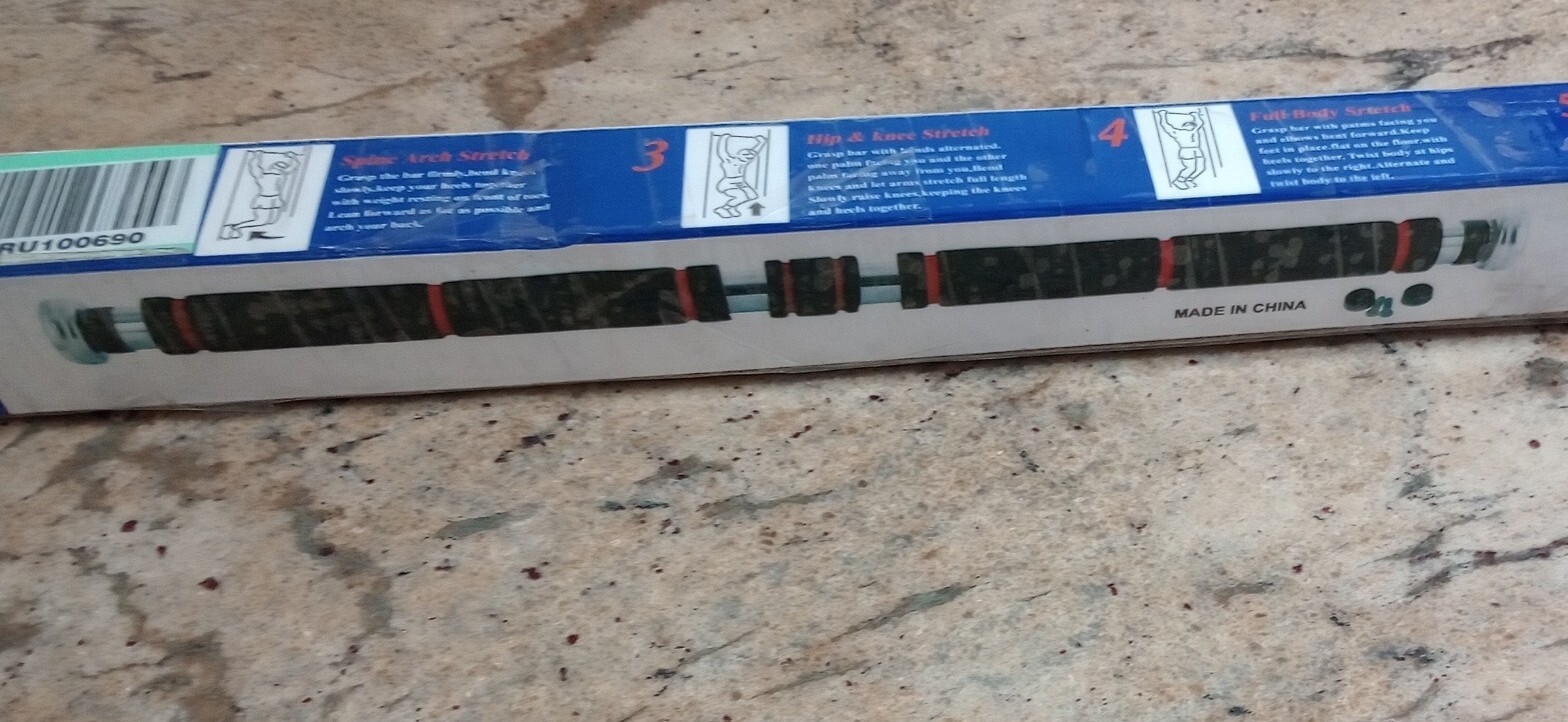 RU100690
Spine Arch Stretch
Grasp the bar firmly,bend knees
slowly,keep your heels together
with weight resting on front of toes.
Lean forward as far as possible and
arch your back.
3
Hip & Knee Stretch
Grasp bar with hands alternated.
one palm facing you and the other
palm facing away from you,Bend
knees and let arms stretch full length
Slowly raise knees,keeping the knees
and heels together.
4
Full-Body Srretch
Grasp bar with palms facing you
and elbows bent forward.Keep
feet in place,flat on the floor,with
heels together. Twist body at hips
slowly to the right.Alternate and
twist body to the left.
MADE IN CHINA